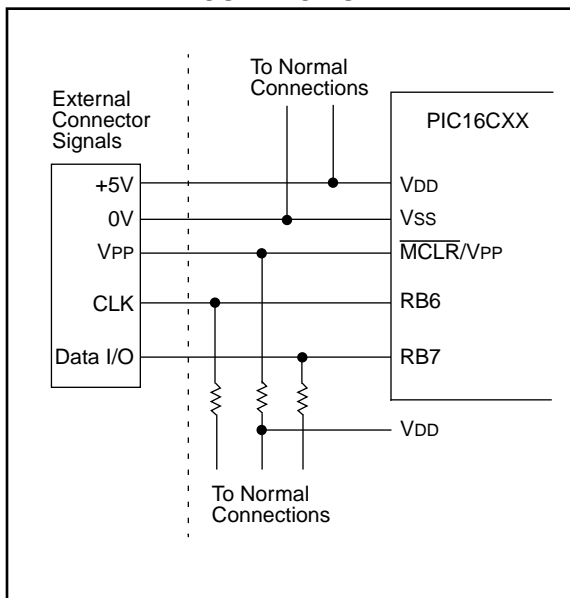 To Normal
Connections
External
Connector
Signals
PIC16CXX
+5V
VDD
0V
VSS
VPP
MCLR/VPP
CLK
RB6
Data I/O
RB7
VDD
To Normal
Connections